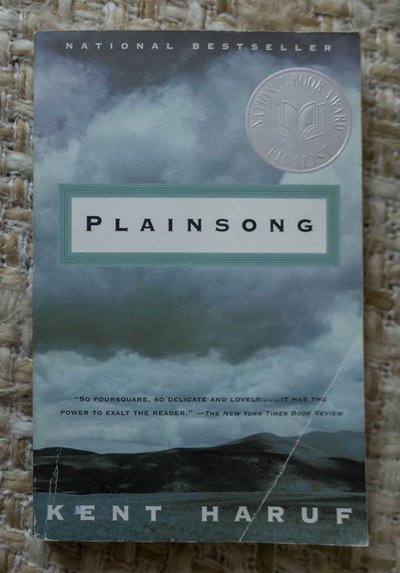 NATIONAL BESTSELLER
NATIONAL BOOK AWARD
FINALIST
PLAINSONG
"SO FOURSQUARE, SO DELICATE AND LOVELY . . . IT HAS THE
POWER TO EXALT THE READER." —THE NEW YORK TIMES BOOK REVIEW
KENT HARUF